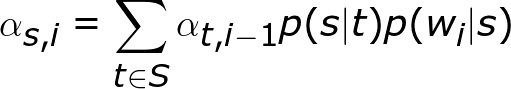 α_{s,i} = ∑_{t∈S} α_{t,i−1}p(s|t)p(w_i|s)